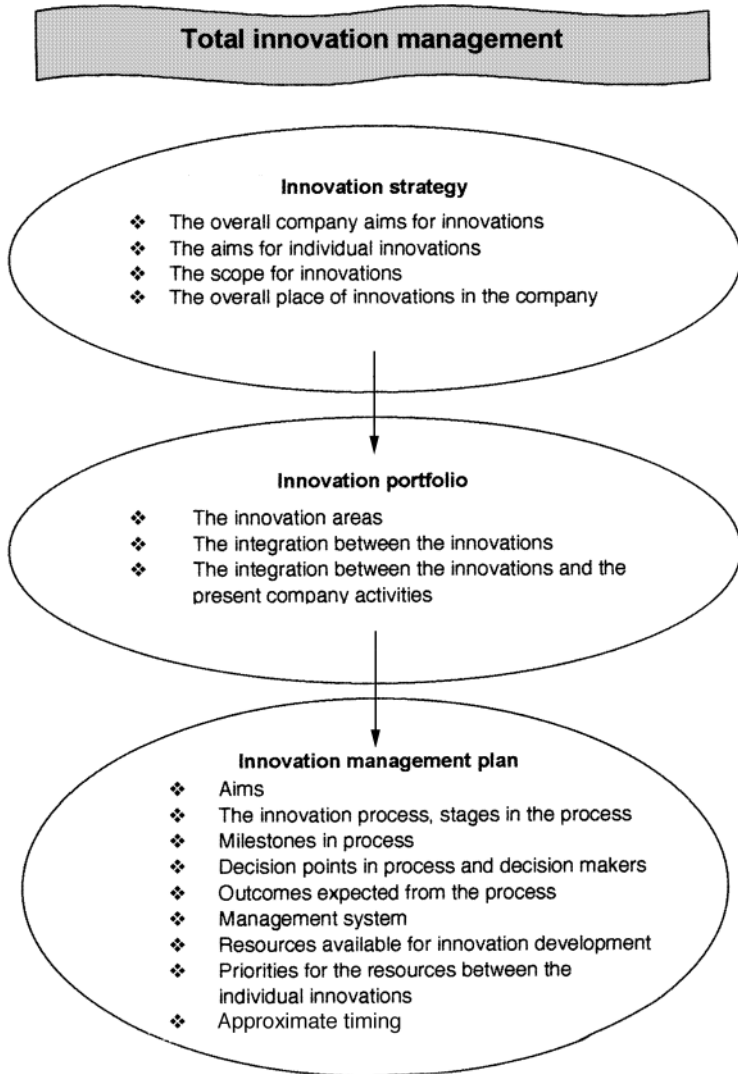 Total innovation management
Innovation strategy
❖ The overall company aims for innovations
❖ The aims for individual innovations
❖ The scope for innovations
❖ The overall place of innovations in the company
Innovation portfolio
❖ The innovation areas
❖ The integration between the innovations
❖ The integration between the innovations and the
present company activities
Innovation management plan
❖ Aims
❖ The innovation process, stages in the process
❖ Milestones in process
❖ Decision points in process and decision makers
❖ Outcomes expected from the process
❖ Management system
❖ Resources available for innovation development
❖ Priorities for the resources between the
individual innovations
❖ Approximate timing